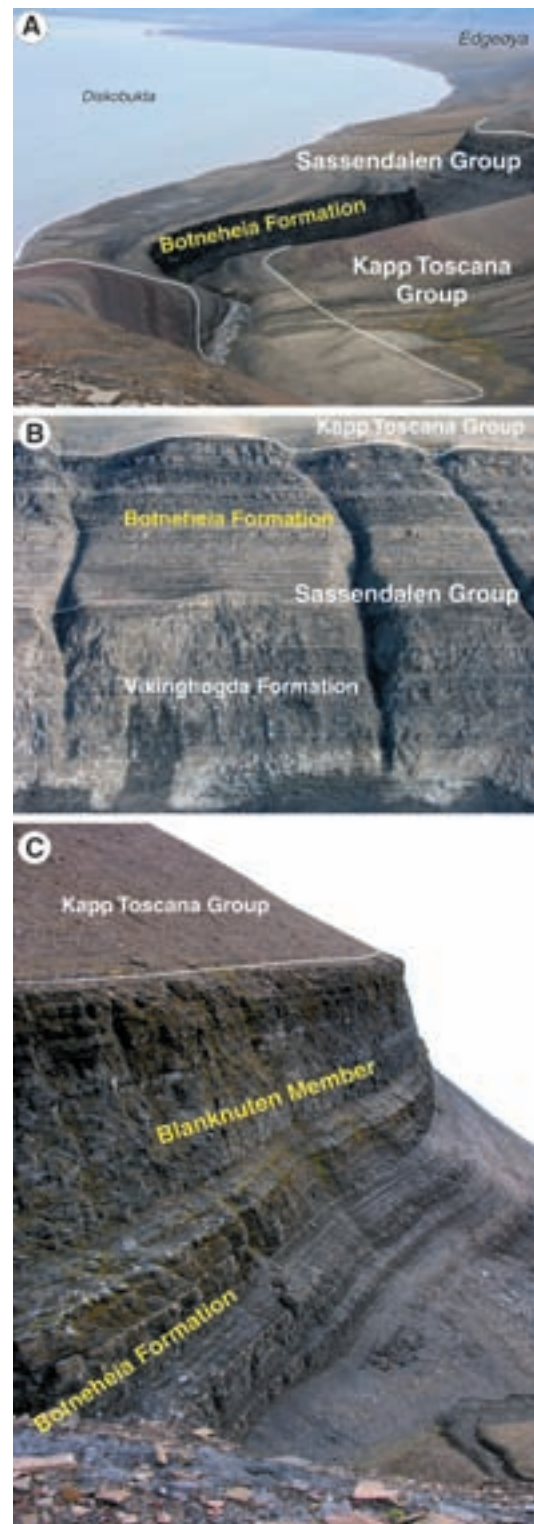 A
Edgeøya
Diskobukta
Sassendalen Group
Botneheia Formation
Kapp Toscana
Group
B
Kapp Toscana Group
Botneheia Formation
Sassendalen Group
Vikinghøgda Formation
C
Kapp Toscana Group
Blanknuten Member
Botneheia Formation